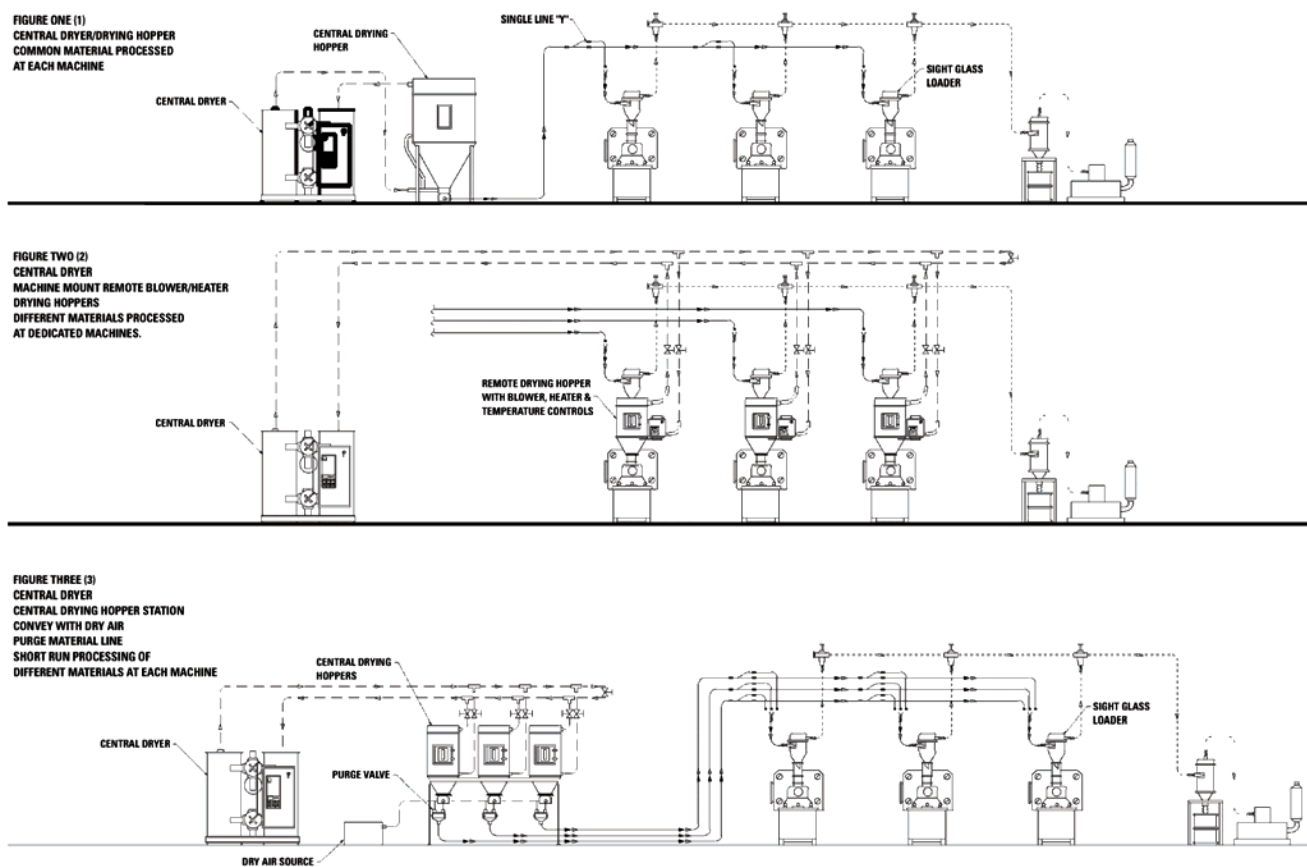 FIGURE ONE (1)
CENTRAL DRYER/DRYING HOPPER
COMMON MATERIAL PROCESSED
AT EACH MACHINE
CENTRAL DRYING
HOPPER
SINGLE LINE "Y"
SIGHT GLASS
LOADER
CENTRAL DRYER
FIGURE TWO (2)
CENTRAL DRYER
MACHINE MOUNT REMOTE BLOWER/HEATER
DRYING HOPPERS
DIFFERENT MATERIALS PROCESSED
AT DEDICATED MACHINES.
REMOTE DRYING HOPPER
WITH BLOWER, HEATER &
TEMPERATURE CONTROLS
CENTRAL DRYER
FIGURE THREE (3)
CENTRAL DRYER
CENTRAL DRYING HOPPER STATION
CONVEY WITH DRY AIR
PURGE MATERIAL LINE
SHORT RUN PROCESSING OF
DIFFERENT MATERIALS AT EACH MACHINE
CENTRAL DRYING
HOPPERS
SIGHT GLASS
LOADER
CENTRAL DRYER
PURGE VALVE
DRY AIR SOURCE